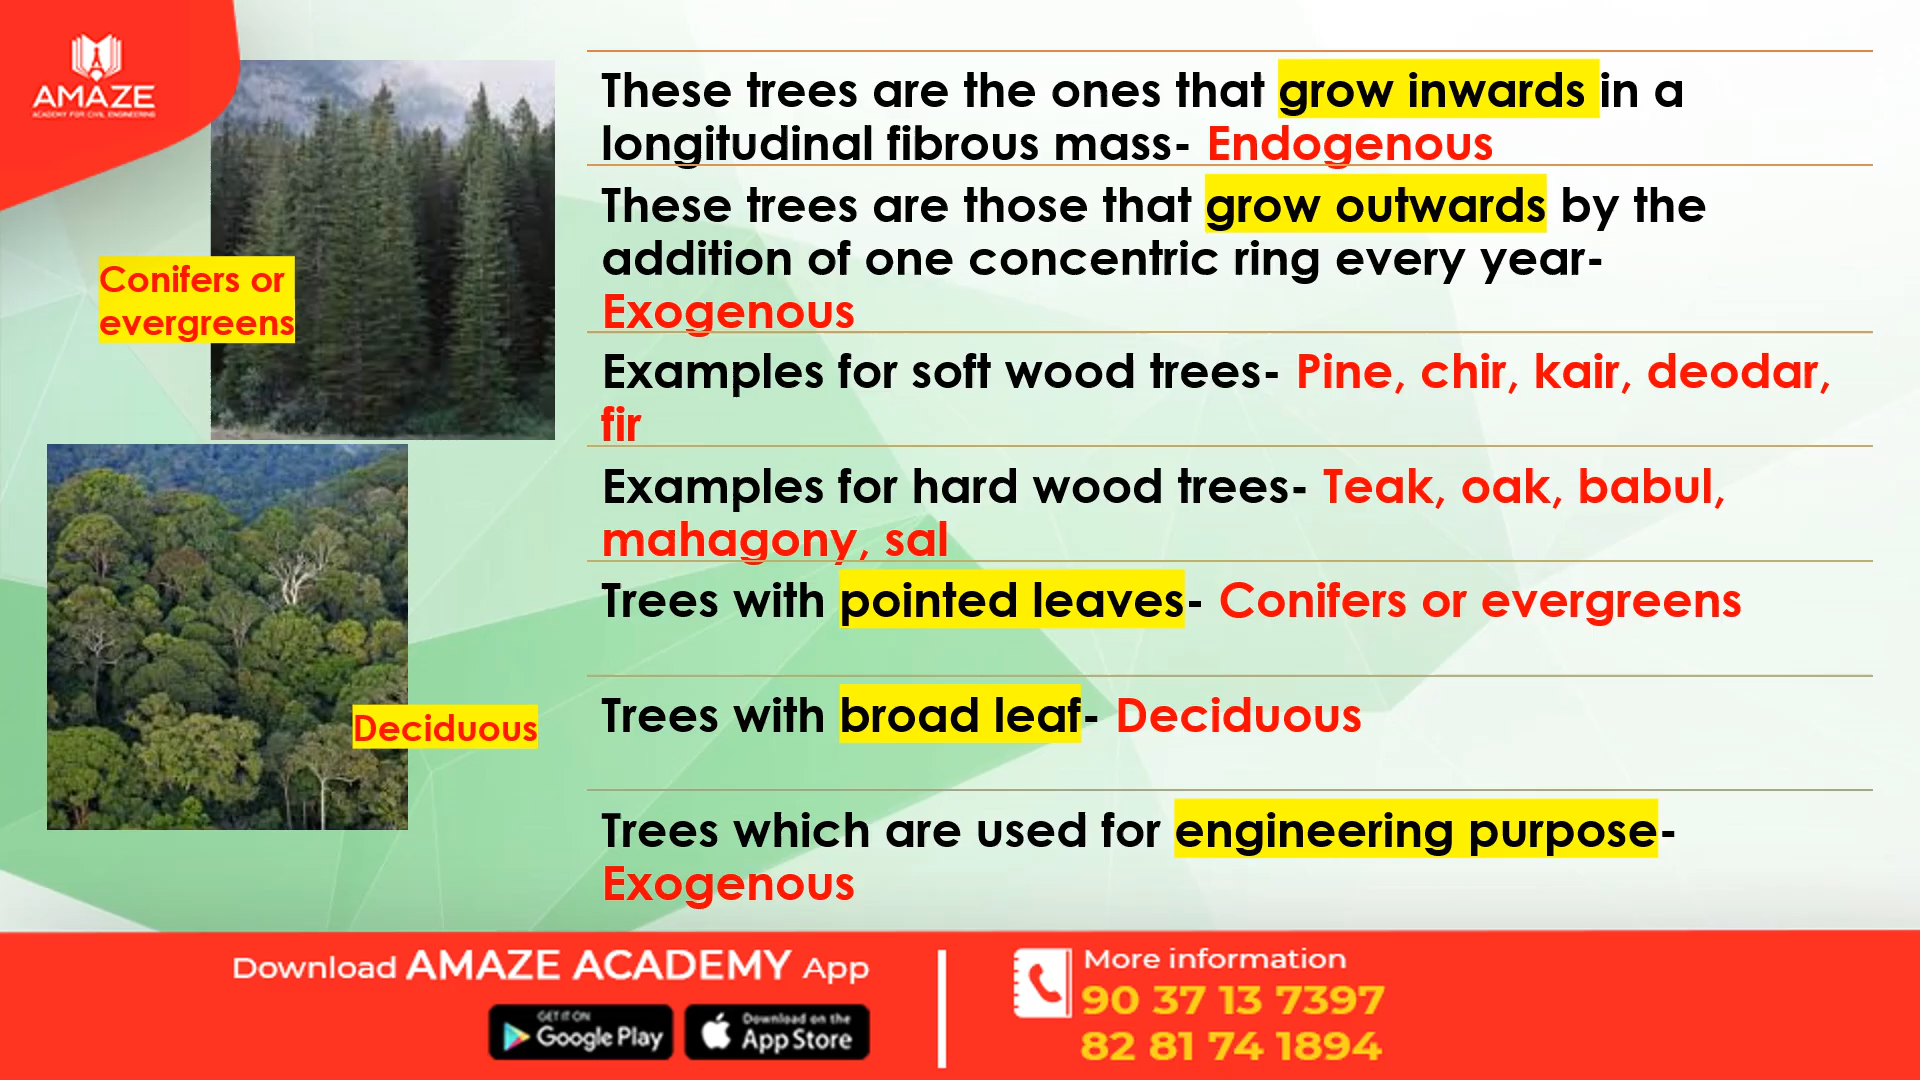 AMAZE
ACADEMY FOR CIVIL ENGINEERING
These trees are the ones that grow inwards in a
longitudinal fibrous mass- Endogenous
These trees are those that grow outwards by the
addition of one concentric ring every year-
Exogenous
Conifers or
evergreens
Examples for soft wood trees- Pine, chir, kair, deodar,
fir
Examples for hard wood trees- Teak, oak, babul,
mahagony, sal
Trees with pointed leaves- Conifers or evergreens
Trees with broad leaf- Deciduous
Deciduous
Trees which are used for engineering purpose-
Exogenous
Download AMAZE ACADEMY App
GET IT ON
Google Play
Download on the
App Store
More information
90 37 13 7397
82 81 74 1894